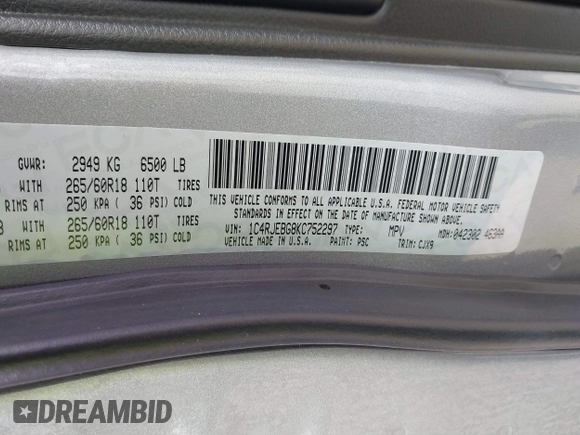 GVWR: 2949 KG 6500 LB
WITH 265/60R18 110T TIRES
RIMS AT 250 KPA ( 36 PSI) COLD
WITH 265/60R18 110T TIRES
RIMS AT 250 KPA ( 36 PSI) COLD
THIS VEHICLE CONFORMS TO ALL APPLICABLE U.S.A. FEDERAL MOTOR VEHICLE SAFETY
STANDARDS IN EFFECT ON THE DATE OF MANUFACTURE SHOWN ABOVE.
VIN: 1C4RJEBG8KC752297 TYPE: MPV MDH: 042302
PAINT: PSC TRIM: CJX9
DREAMBID